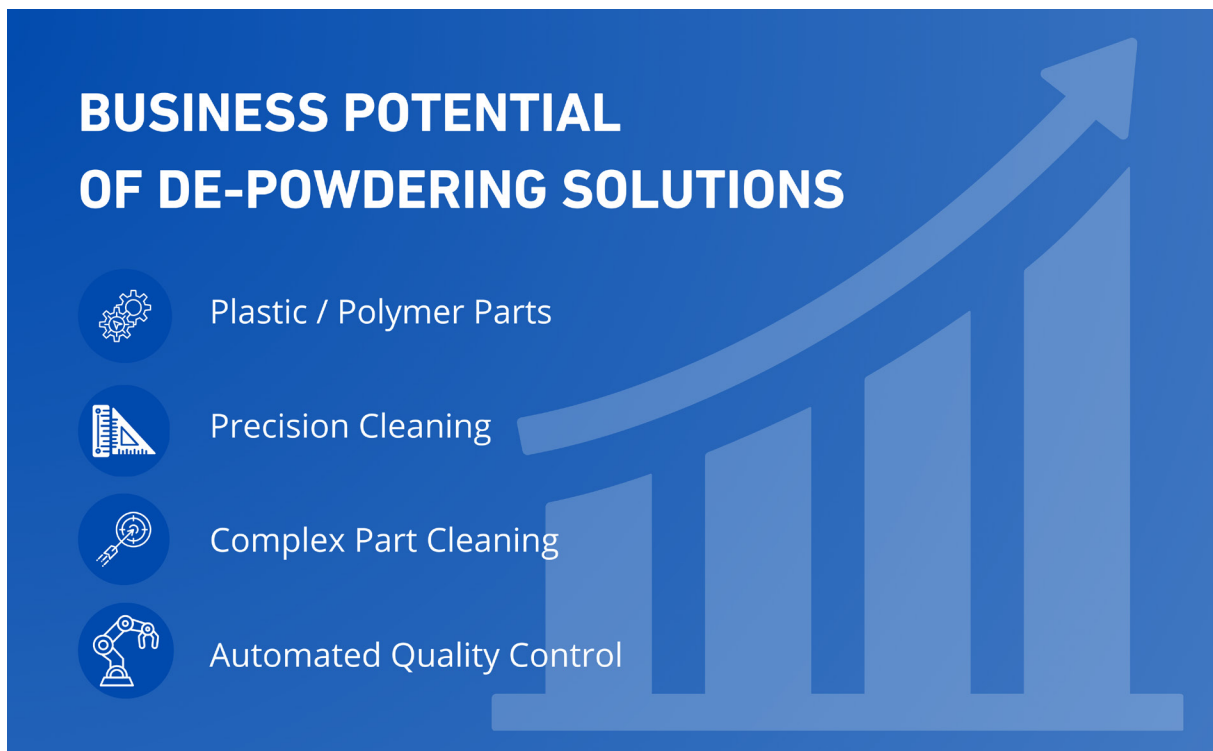 BUSINESS POTENTIAL
OF DE-POWDERING SOLUTIONS
Plastic / Polymer Parts
Precision Cleaning
Complex Part Cleaning
Automated Quality Control